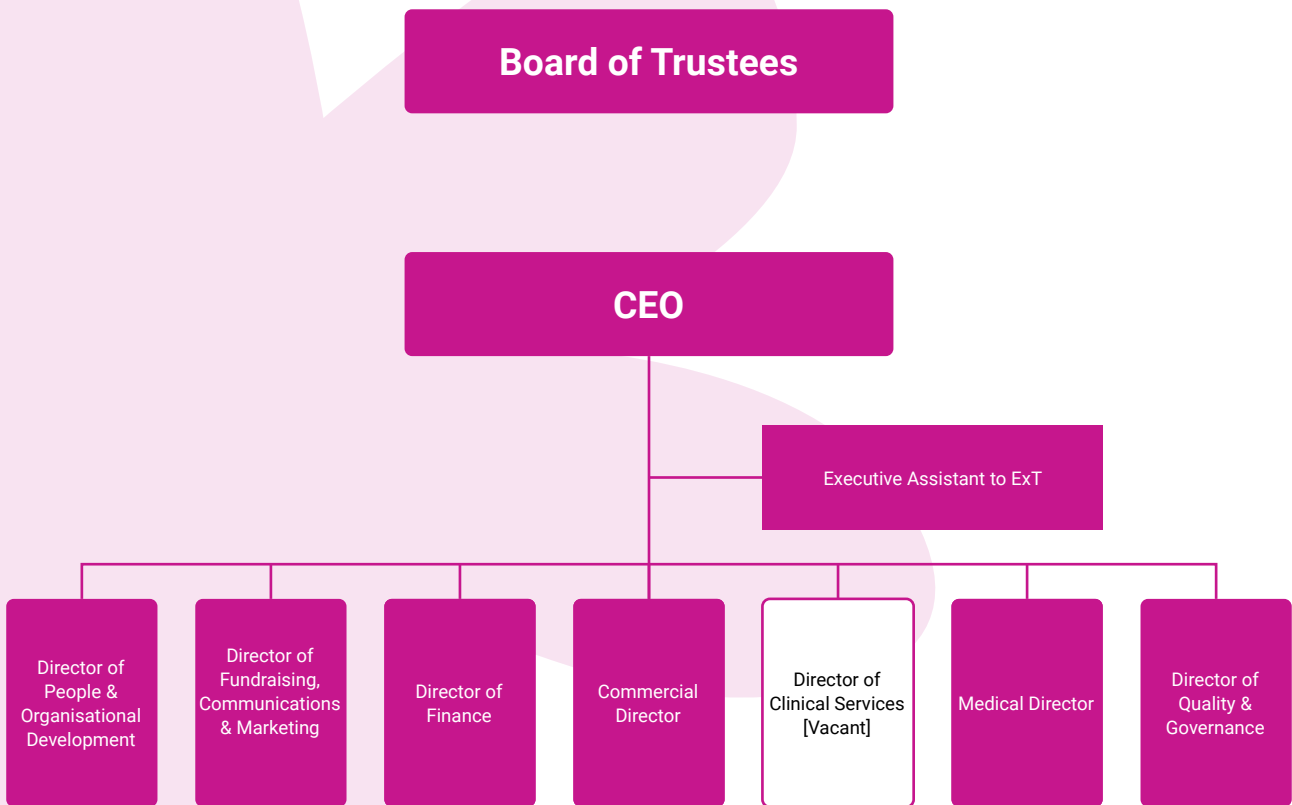 Board of Trustees
CEO
Executive Assistant to ExT
Director of
People &
Organisational
Development
Director of
Fundraising,
Communications
& Marketing
Director of
Finance
Commercial
Director
Director of
Clinical Services
[Vacant]
Medical Director
Director of
Quality &
Governance